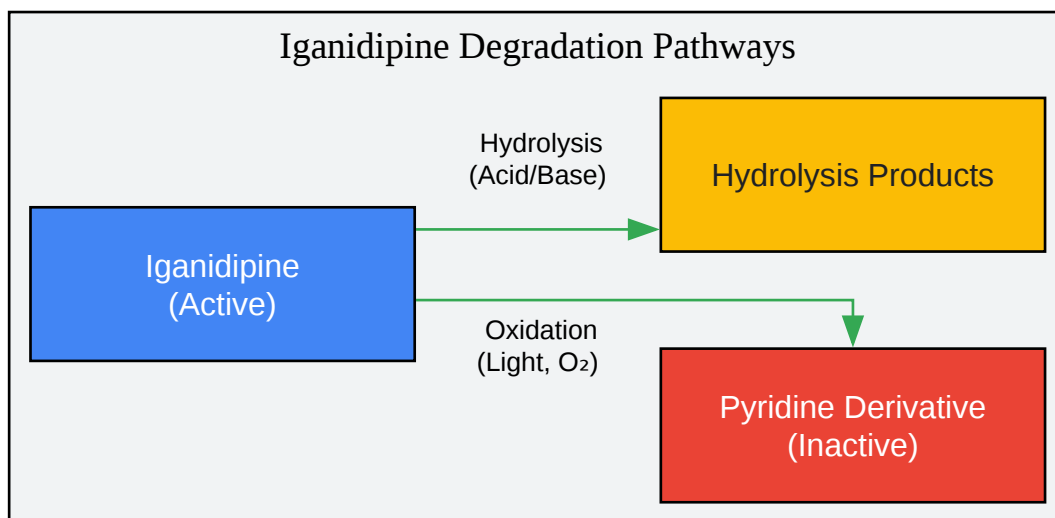 Iganidipine Degradation Pathways
Hydrolysis
(Acid/Base)
Hydrolysis Products
Iganidipine
(Active)
Oxidation
(Light, O₂)
Pyridine Derivative
(Inactive)